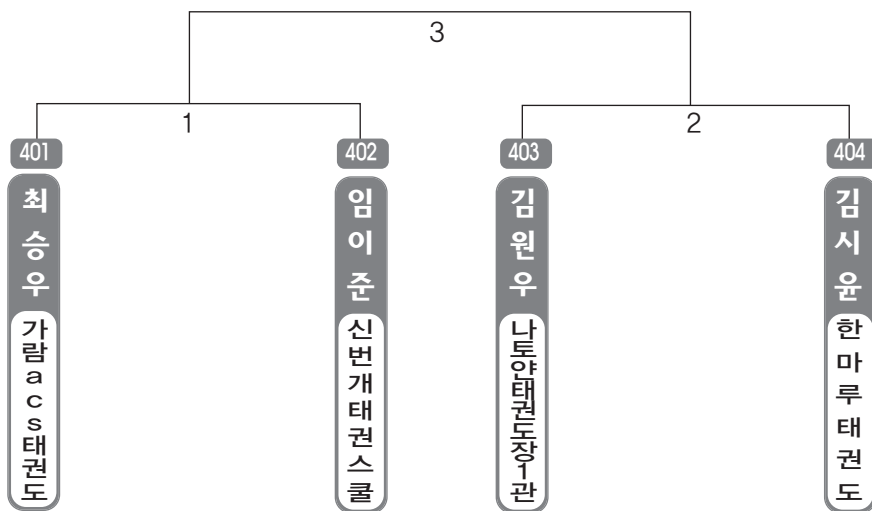 3
1
2
401
최승우
가람acs태권도
402
임이준
신번개태권스쿨
403
김원우
나토얀태권도장1관
404
김시윤
한마루태권도